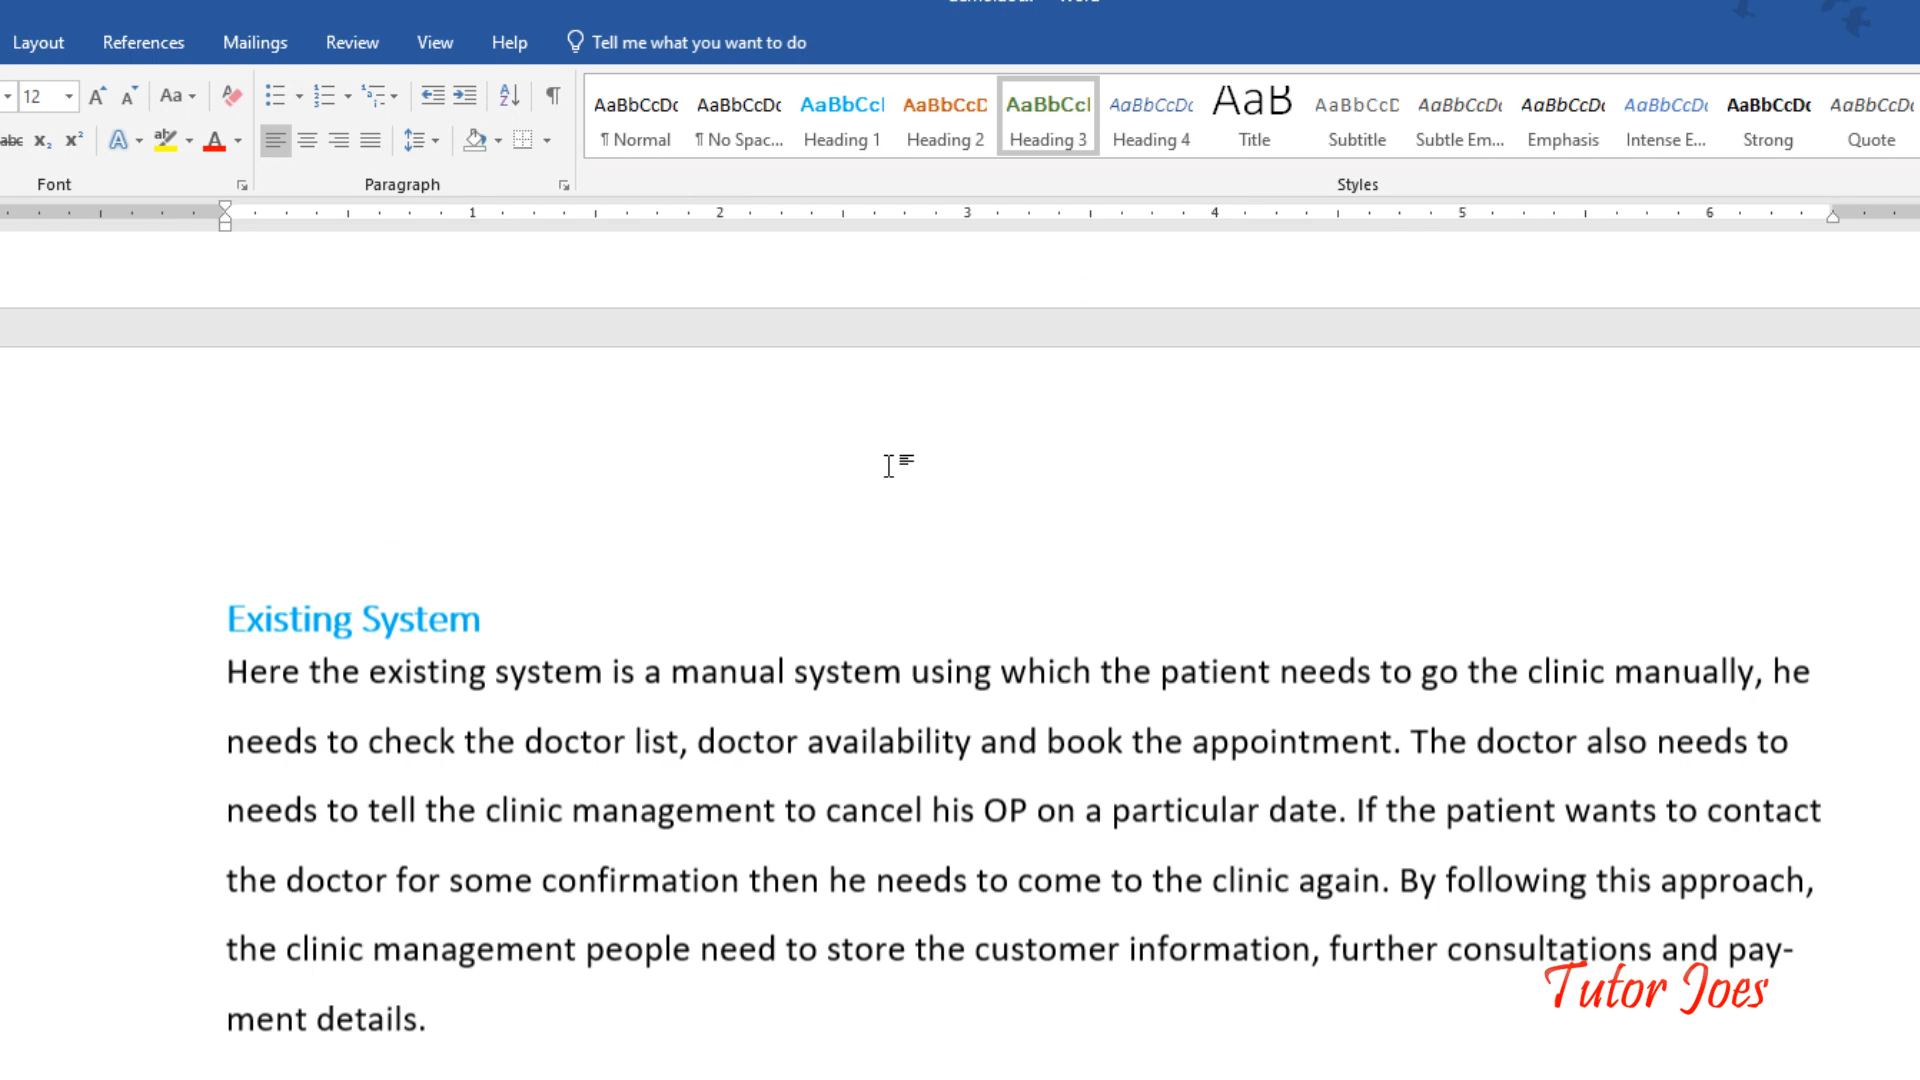 Layout References Mailings Review View Help Tell me what you want to do
12 Aa
AaBbCcDc AaBbCcDc AaBbCcI AaBbCcD AaBbCcI AaBbCcDc AaB AaBbCcD AaBbCcDc AaBbCcDc AaBbCcDc AaBbCcDc AaBbCcDc
abc X₂ X² A ab A
¶ Normal ¶ No Spac... Heading 1 Heading 2 Heading 3 Heading 4 Title Subtitle Subtle Em... Emphasis Intense E... Strong Quote
Font Paragraph Styles
1 2 3 4 5 6
Existing System
Here the existing system is a manual system using which the patient needs to go the clinic manually, he
needs to check the doctor list, doctor availability and book the appointment. The doctor also needs to
needs to tell the clinic management to cancel his OP on a particular date. If the patient wants to contact
the doctor for some confirmation then he needs to come to the clinic again. By following this approach,
the clinic management people need to store the customer information, further consultations and pay-
ment details.
Tutor Joes